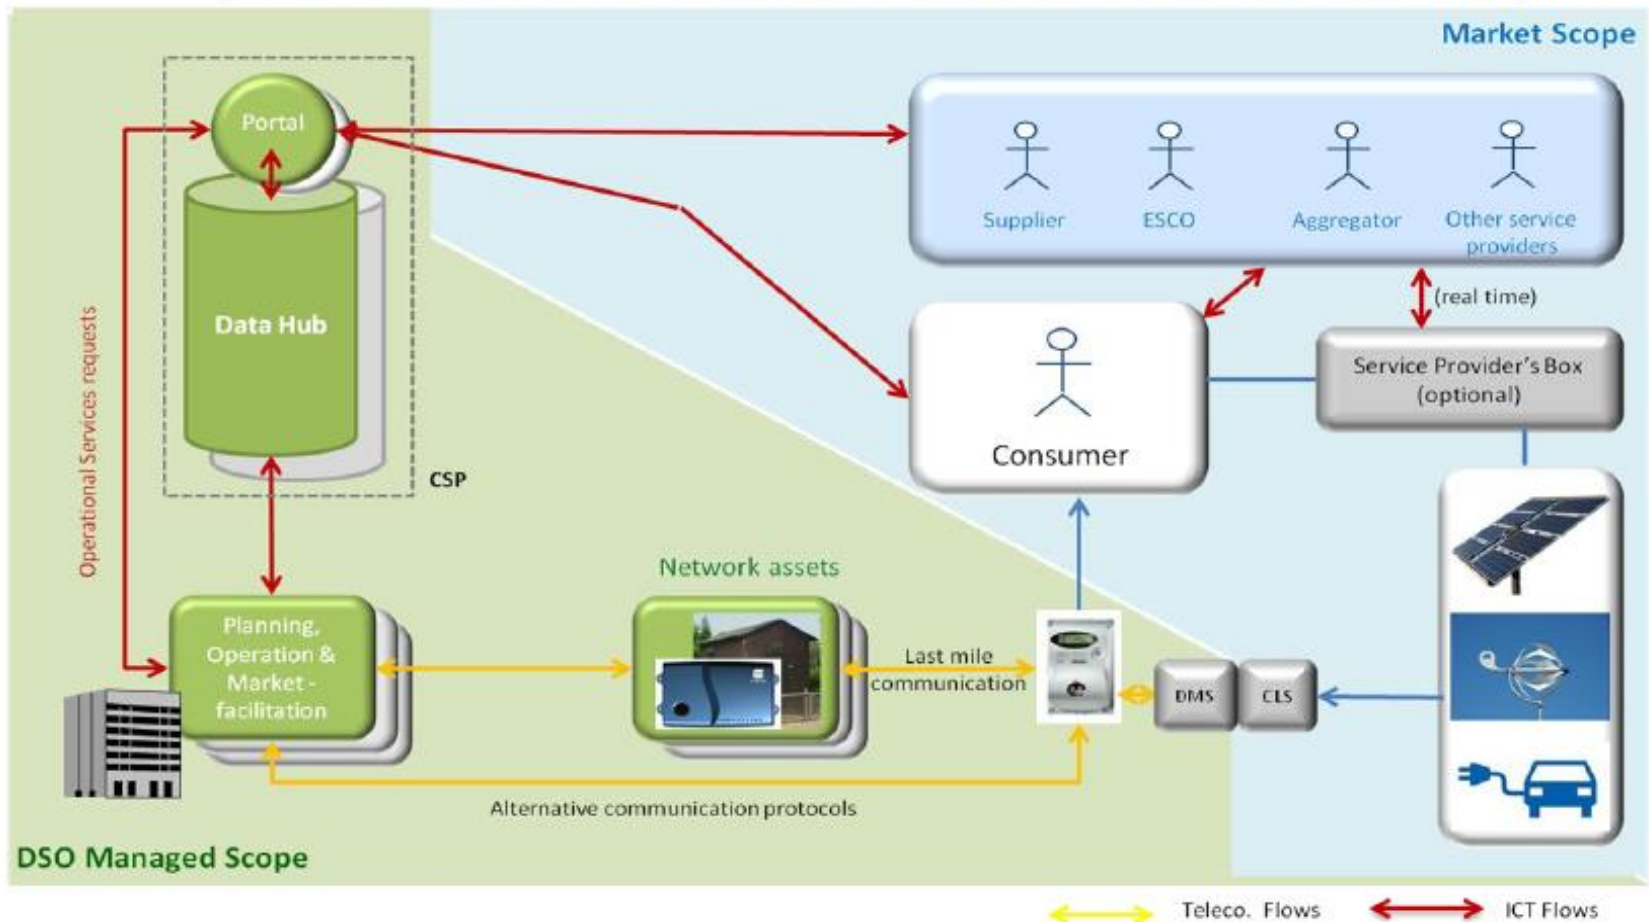 Market Scope
Portal
Supplier
ESCO
Aggregator
Other service
providers
(real time)
Data Hub
Operational Services requests
Service Provider's Box
(optional)
Consumer
CSP
Network assets
Planning,
Operation &
Market -
facilitation
Last mile
communication
DMS
CLS
Alternative communication protocols
DSO Managed Scope
Teleco. Flows
ICT Flows